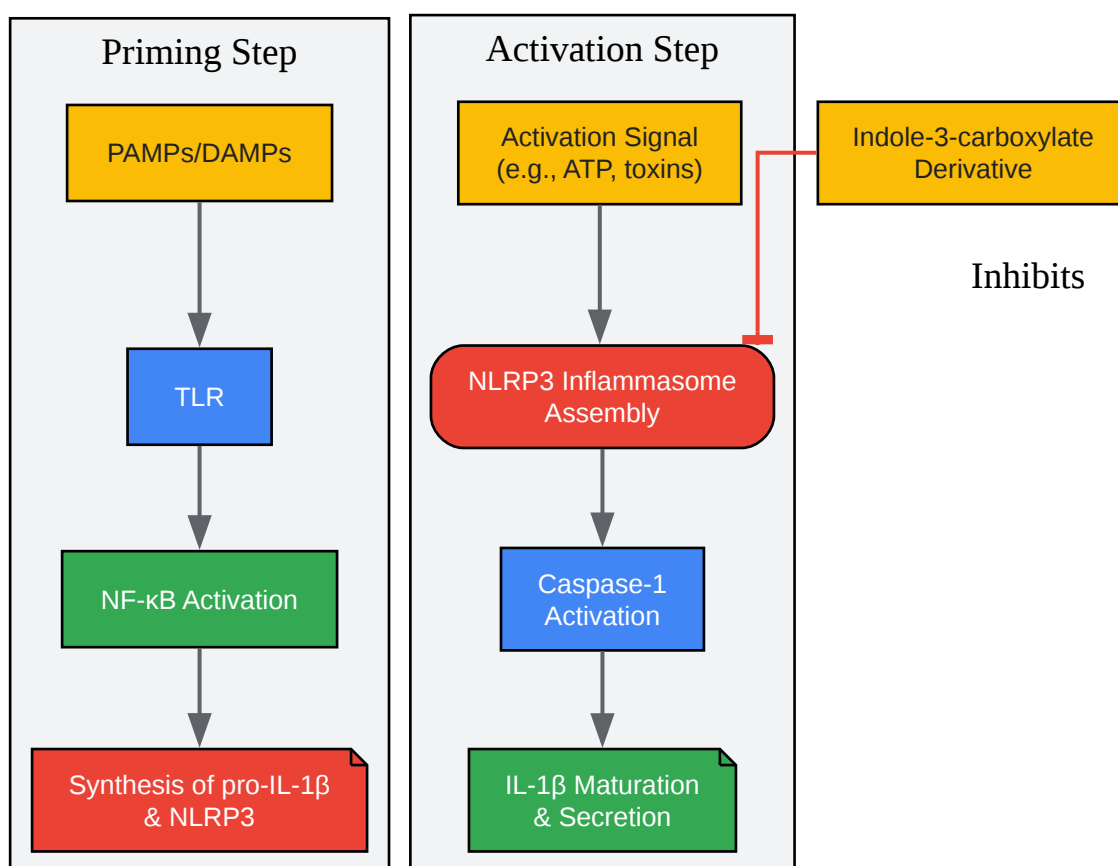 Priming Step
PAMPs/DAMPs
TLR
NF-κB Activation
Synthesis of pro-IL-1β
& NLRP3
Activation Step
Activation Signal
(e.g., ATP, toxins)
NLRP3 Inflammasome
Assembly
Caspase-1
Activation
IL-1β Maturation
& Secretion
Indole-3-carboxylate
Derivative
Inhibits